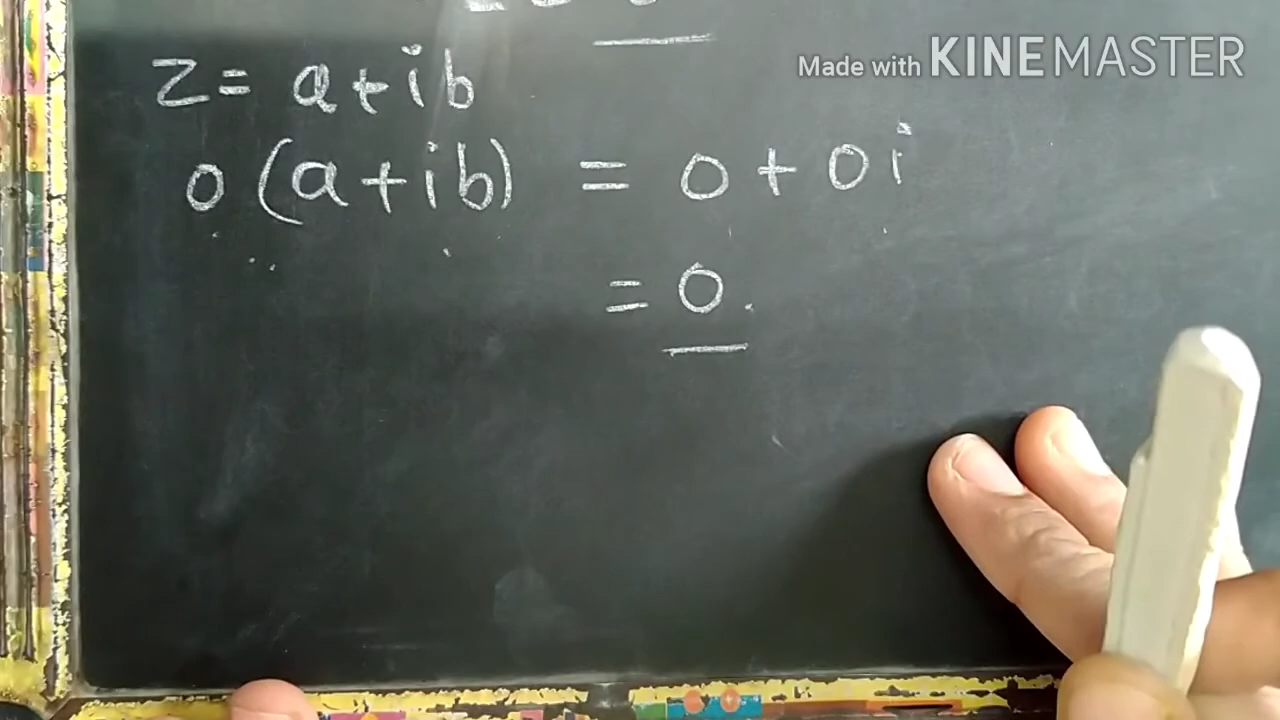 Made with KINEMASTER
z = a + ib
0 (a + ib) = 0 + 0i
= 0.